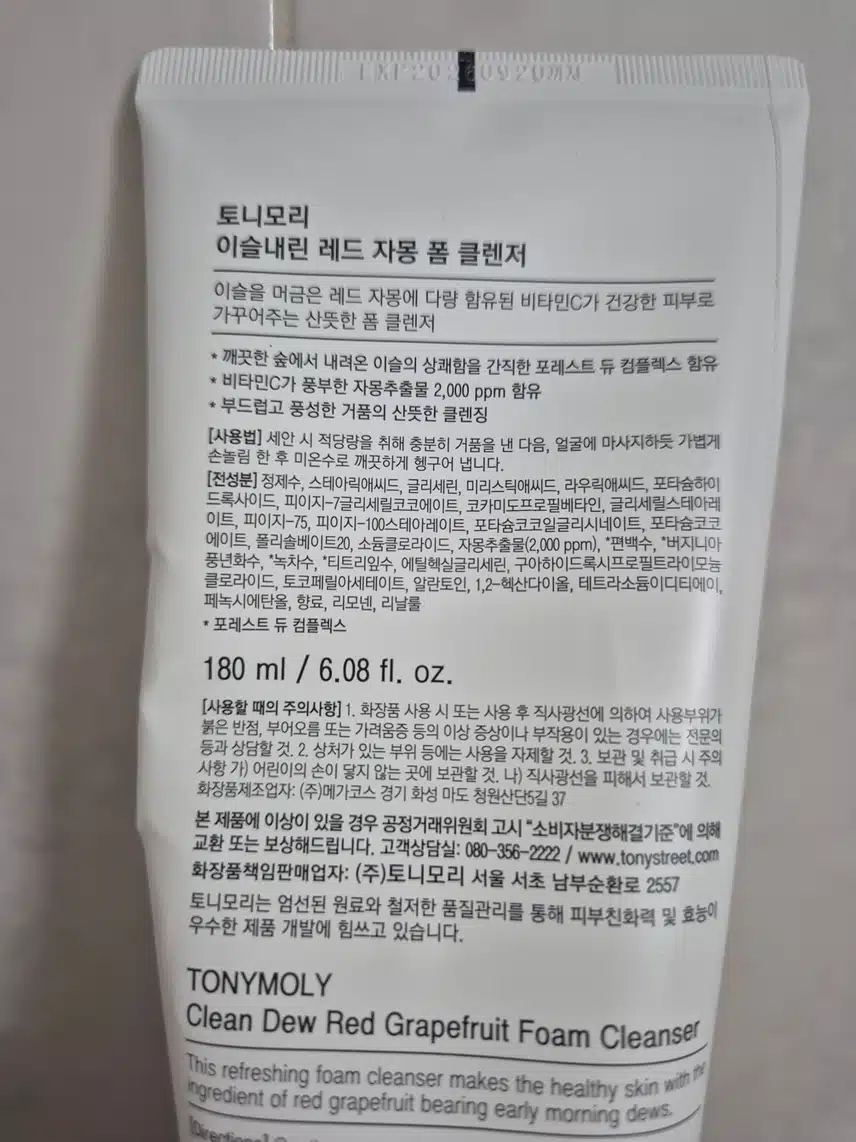 토니모리
이슬내린 레드 자몽 폼 클렌저
이슬을 머금은 레드 자몽에 다량 함유된 비타민C가 건강한 피부로
가꾸어주는 산뜻한 폼 클렌저
* 깨끗한 숲에서 내려온 이슬의 상쾌함을 간직한 포레스트 듀 컴플렉스 함유
* 비타민C가 풍부한 자몽추출물 2,000 ppm 함유
* 부드럽고 풍성한 거품의 산뜻한 클렌징
[사용법] 세안 시 적당량을 취해 충분히 거품을 낸 다음, 얼굴에 마사지하듯 가볍게
손놀림 한 후 미온수로 깨끗하게 헹구어 냅니다.
[전성분] 정제수, 스테아릭애씨드, 글리세린, 미리스틱애씨드, 라우릭애씨드, 포타슘하이
드록사이드, 피이지-7글리세릴코코에이트, 코카미도프로필베타인, 글리세릴스테아레
이트, 피이지-75, 피이지-100스테아레이트, 포타슘코코일글리시네이트, 포타슘코코
에이트, 폴리솔베이트20, 소듐클로라이드, 자몽추출물(2,000 ppm), *편백수, *버지니아
풍년화수, *녹차수, *티트리잎수, 에틸헥실글리세린, 구아하이드록시프로필트라이모늄
클로라이드, 토코페릴아세테이트, 알란토인, 1,2-헥산다이올, 테트라소듐이디티에이,
페녹시에탄올, 향료, 리모넨, 리날룰
* 포레스트 듀 컴플렉스
180 ml / 6.08 fl. oz.
[사용할 때의 주의사항] 1. 화장품 사용 시 또는 사용 후 직사광선에 의하여 사용부위가
붉은 반점, 부어오름 또는 가려움증 등의 이상 증상이나 부작용이 있는 경우에는 전문의
등과 상담할 것. 2. 상처가 있는 부위 등에는 사용을 자제할 것. 3. 보관 및 취급 시 주의
사항 가) 어린이의 손이 닿지 않는 곳에 보관할 것. 나) 직사광선을 피해서 보관할 것.
화장품제조업자: (주)메가코스 경기 화성 마도 청원산단5길 37
본 제품에 이상이 있을 경우 공정거래위원회 고시 "소비자분쟁해결기준"에 의해
교환 또는 보상해드립니다. 고객상담실: 080-356-2222 / www.tonystreet.com
화장품책임판매업자: (주)토니모리 서울 서초 남부순환로 2557
토니모리는 엄선된 원료와 철저한 품질관리를 통해 피부친화력 및 효능이
우수한 제품 개발에 힘쓰고 있습니다.
TONYMOLY
Clean Dew Red Grapefruit Foam Cleanser
This refreshing foam cleanser makes the healthy skin with the
ingredient of red grapefruit bearing early morning dews.
[Directions]